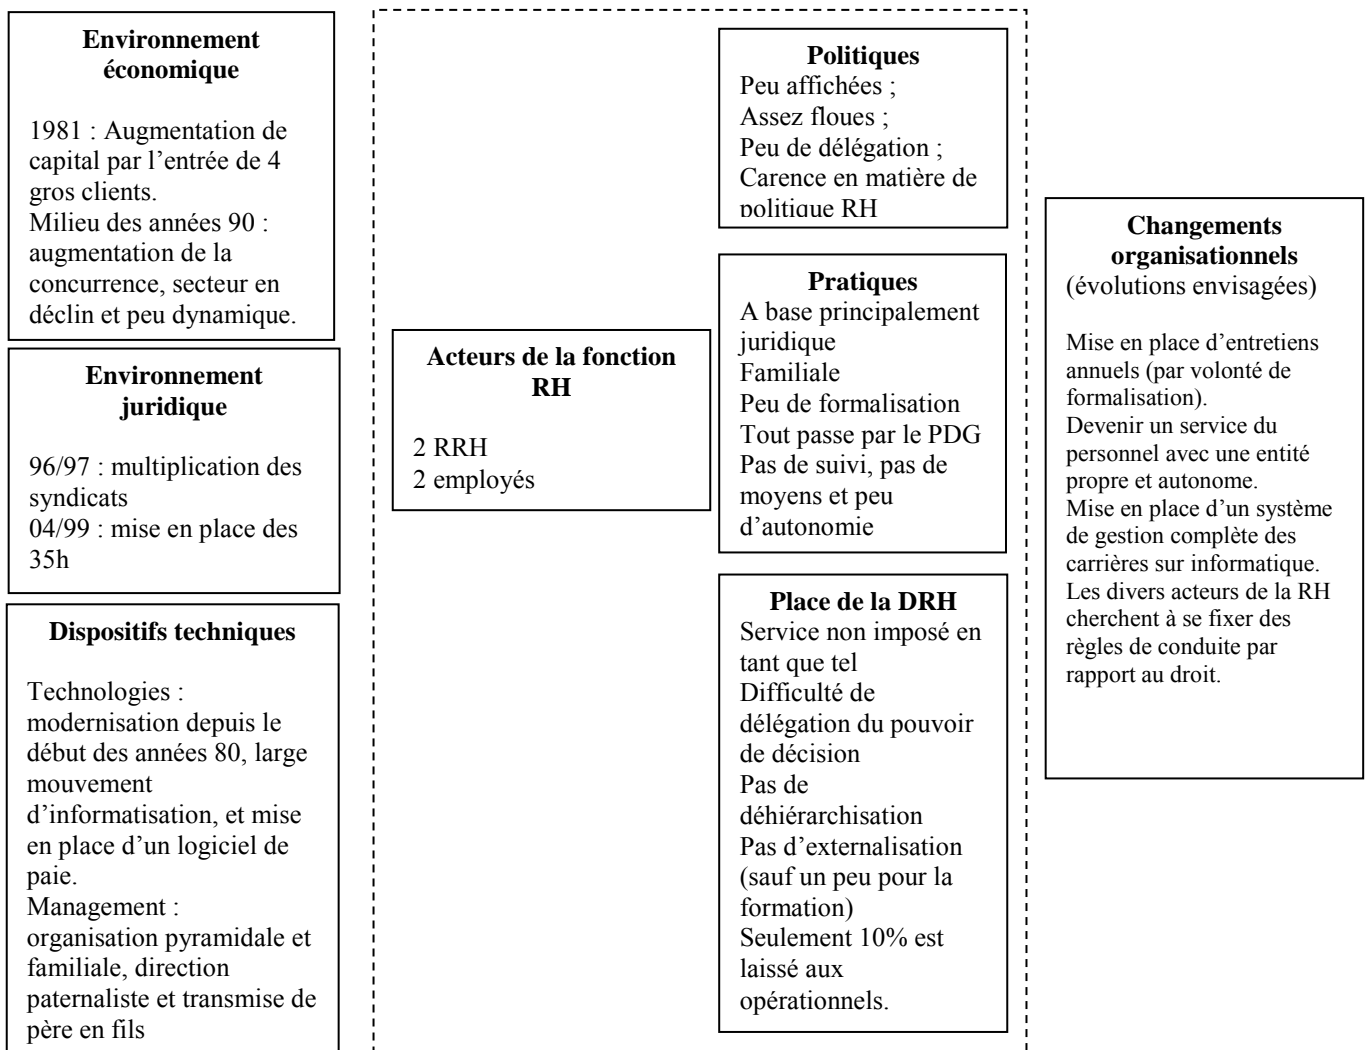 Environnement
économique
1981 : Augmentation de
capital par l’entrée de 4
gros clients.
Milieu des années 90 :
augmentation de la
concurrence, secteur en
déclin et peu dynamique.
Environnement
juridique
96/97 : multiplication des
syndicats
04/99 : mise en place des
35h
Dispositifs techniques
Technologies :
modernisation depuis le
début des années 80, large
mouvement
d’informatisation, et mise
en place d’un logiciel de
paie.
Management :
organisation pyramidale et
familiale, direction
paternaliste et transmise de
père en fils
Acteurs de la fonction
RH
2 RRH
2 employés
Politiques
Peu affichées ;
Assez floues ;
Peu de délégation ;
Carence en matière de
politique RH
Pratiques
A base principalement
juridique
Familiale
Peu de formalisation
Tout passe par le PDG
Pas de suivi, pas de
moyens et peu
d’autonomie
Place de la DRH
Service non imposé en
tant que tel
Difficulté de
délégation du pouvoir
de décision
Pas de
déhiérarchisation
Pas d’externalisation
(sauf un peu pour la
formation)
Seulement 10% est
laissé aux
opérationnels.
Changements
organisationnels
(évolutions envisagées)
Mise en place d’entretiens
annuels (par volonté de
formalisation).
Devenir un service du
personnel avec une entité
propre et autonome.
Mise en place d’un système
de gestion complète des
carrières sur informatique.
Les divers acteurs de la RH
cherchent à se fixer des
règles de conduite par
rapport au droit.